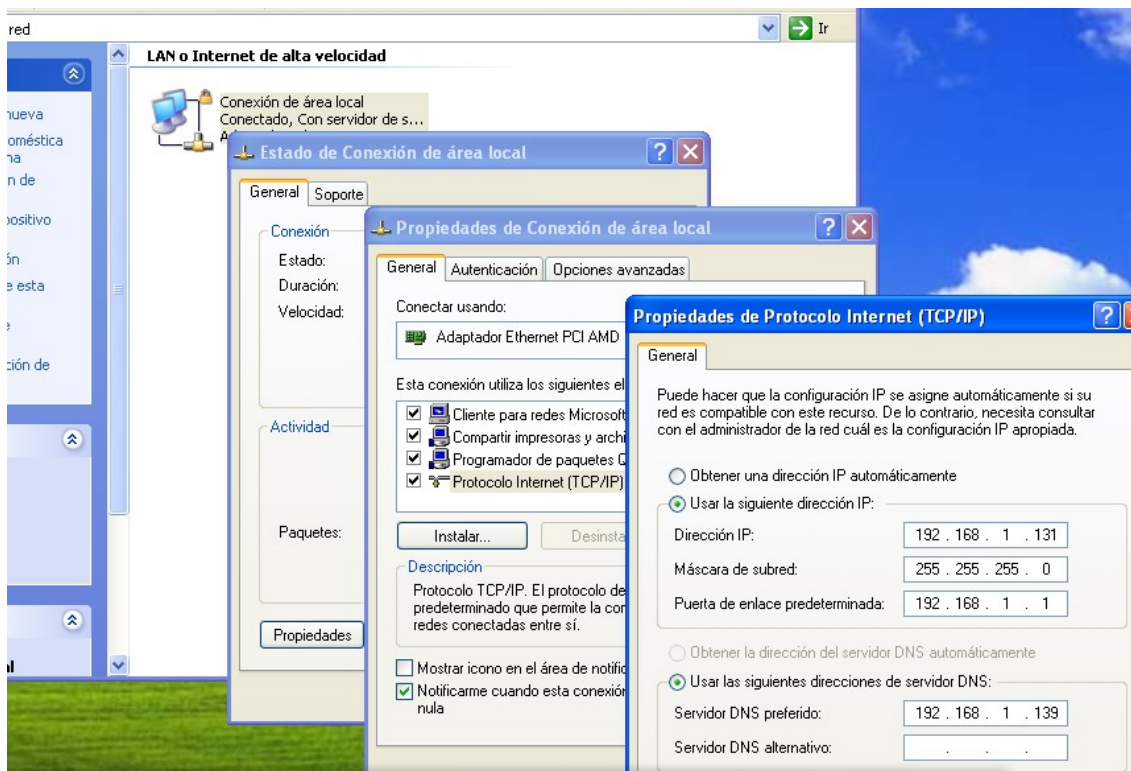 red
Ir
LAN o Internet de alta velocidad
nueva
oméstica
na
n de
positivo
ón
e esta
e
ción de
al
Conexión de área local
Conectado, Con servidor de s...
Estado de Conexión de área local
General Soporte
Conexión
Estado:
Duración:
Velocidad:
Actividad
Paquetes:
Propiedades
Propiedades de Conexión de área local
General Autenticación Opciones avanzadas
Conectar usando:
Adaptador Ethernet PCI AMD
Esta conexión utiliza los siguientes el
Cliente para redes Microsoft
Compartir impresoras y archi
Programador de paquetes Q
Protocolo Internet (TCP/IP)
Instalar... Desinsta
Descripción
Protocolo TCP/IP. El protocolo de
predeterminado que permite la con
redes conectadas entre sí.
Mostrar icono en el área de notific
Notificarme cuando esta conexión
nula
Propiedades de Protocolo Internet (TCP/IP)
General
Puede hacer que la configuración IP se asigne automáticamente si su
red es compatible con este recurso. De lo contrario, necesita consultar
con el administrador de la red cuál es la configuración IP apropiada.
Obtener una dirección IP automáticamente
Usar la siguiente dirección IP:
Dirección IP: 192 . 168 . 1 . 131
Máscara de subred: 255 . 255 . 255 . 0
Puerta de enlace predeterminada: 192 . 168 . 1 . 1
Obtener la dirección del servidor DNS automáticamente
Usar las siguientes direcciones de servidor DNS:
Servidor DNS preferido: 192 . 168 . 1 . 139
Servidor DNS alternativo: . . .